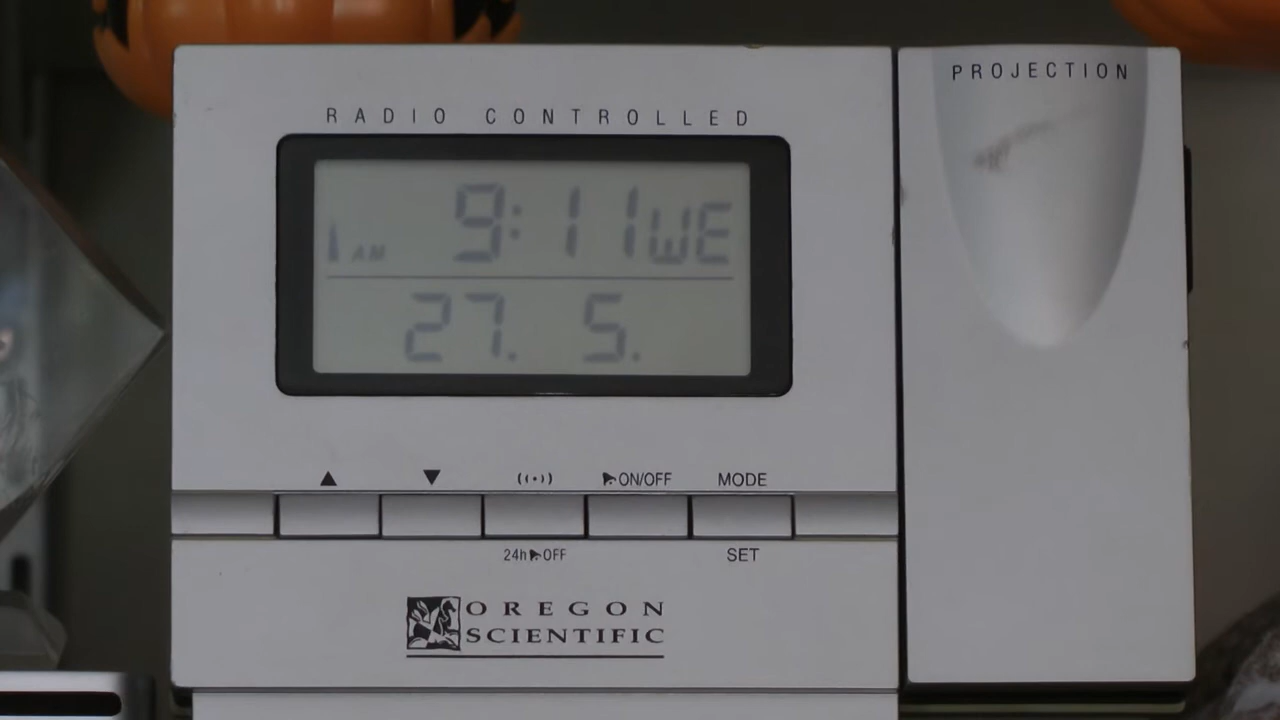 PROJECTION
RADIO CONTROLLED
AM 9:11 WE
27. 5.
▲ ▼ ((•)) ON/OFF MODE
24h OFF SET
OREGON
SCIENTIFIC